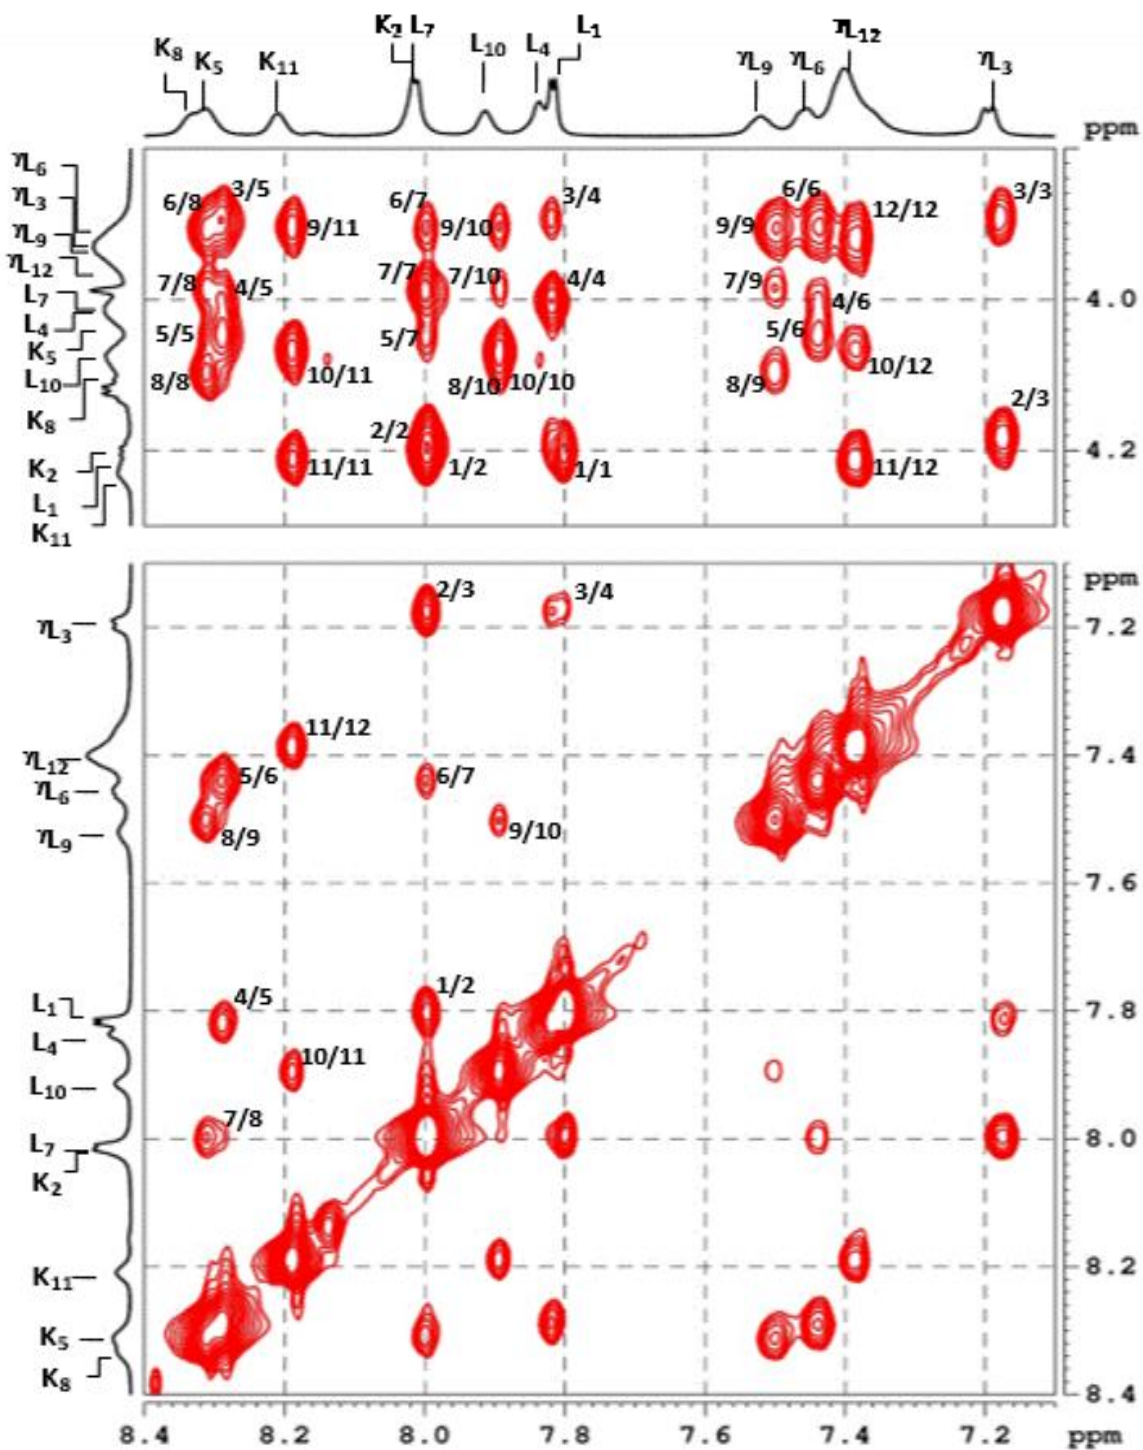 K₂ L₇
ᵞL₁₂
K₈ K₅ K₁₁ L₁₀ L₄ L₁ ᵞL₉ ᵞL₆ ᵞL₃
ppm
ᵞL₆
ᵞL₃
ᵞL₉
ᵞL₁₂
L₇
L₄
K₅
L₁₀
K₈
K₂
L₁
K₁₁
6/8 3/5 9/11 6/7 9/10 3/4 9/9 6/6 12/12 3/3
7/8 4/5 7/7 7/10 4/4 7/9 4/6 4.0
5/5 5/7 5/6
8/8 10/11 8/10 10/10 8/9 10/12 2/3
2/2 4.2
11/11 1/2 1/1 11/12
ppm
2/3 3/4
ᵞL₃ 7.2
11/12
ᵞL₁₂ 7.4
5/6 6/7
ᵞL₆
ᵞL₉ 8/9 9/10
7.6
L₁ 4/5 1/2 7.8
L₄
10/11
L₁₀
7/8
L₇ 8.0
K₂
K₁₁ 8.2
K₅
K₈
8.4
8.4 8.2 8.0 7.8 7.6 7.4 7.2 ppm